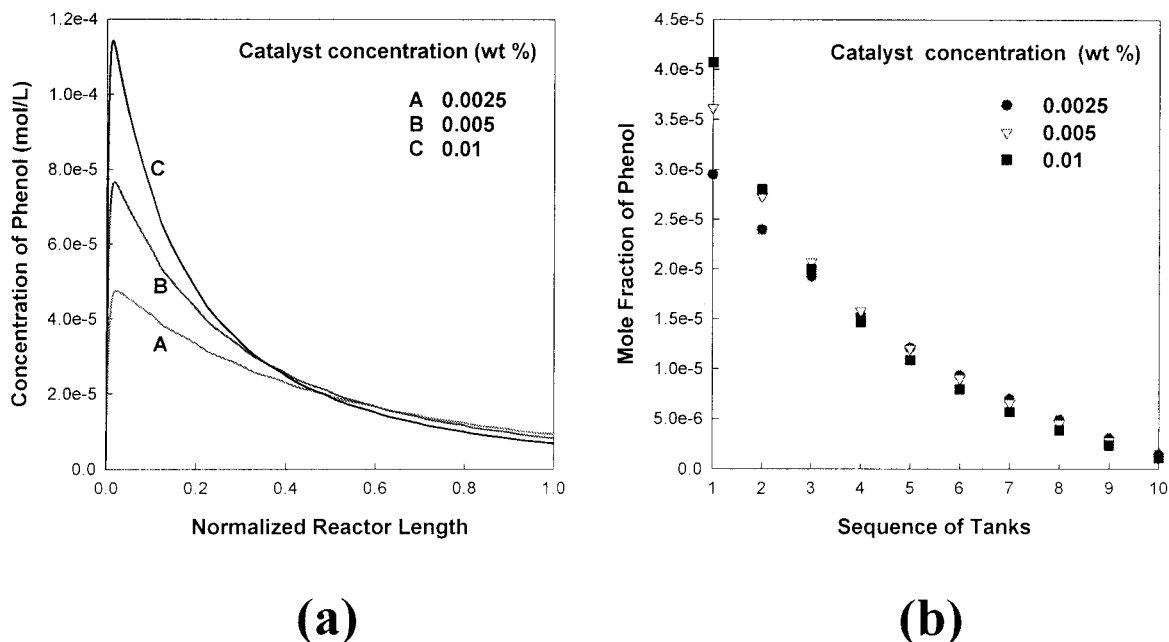 Concentration of Phenol (mol/L)
1.2e-4
1.0e-4
8.0e-5
6.0e-5
4.0e-5
2.0e-5
0.0
Catalyst concentration (wt %)
A 0.0025
B 0.005
C 0.01
C
B
A
0.0 0.2 0.4 0.6 0.8 1.0
Normalized Reactor Length
(a)
Mole Fraction of Phenol
4.5e-5
4.0e-5
3.5e-5
3.0e-5
2.5e-5
2.0e-5
1.5e-5
1.0e-5
5.0e-6
0.0
Catalyst concentration (wt %)
0.0025
0.005
0.01
1 2 3 4 5 6 7 8 9 10
Sequence of Tanks
(b)